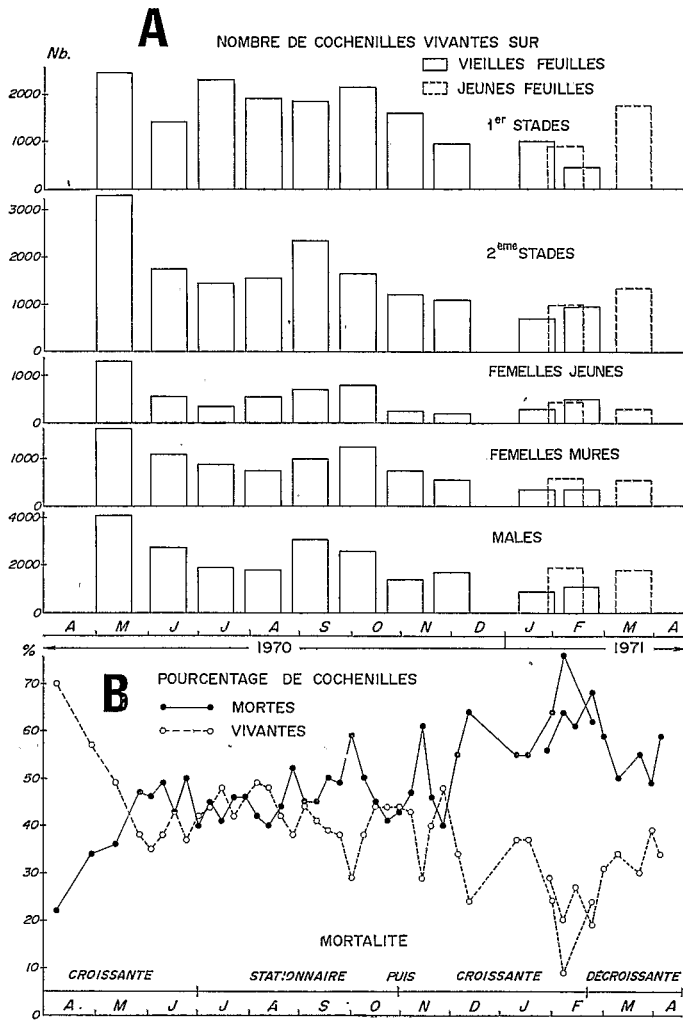 A
NOMBRE DE COCHENILLES VIVANTES SUR
Nb.
VIEILLES FEUILLES
JEUNES FEUILLES
1er STADES
2000
1000
0
3000
2ème STADES
2000
1000
0
FEMELLES JEUNES
1000
0
FEMELLES MÛRES
1000
0
MALES
4000
2000
0
A M J J A S O N D J F M A
1970 1971
%
B POURCENTAGE DE COCHENILLES
MORTES
VIVANTES
70
60
50
40
30
20
10
0
MORTALITE
CROISSANTE STATIONNAIRE PUIS CROISSANTE DÉCROISSANTE
A M J J A S O N D J F M A